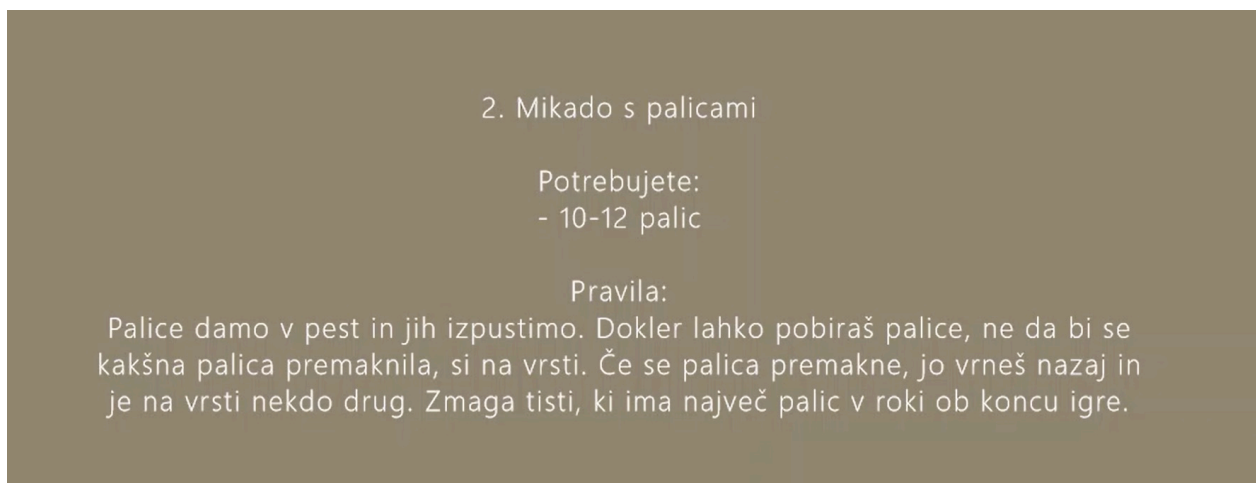 2. Mikado s palicami
Potrebujete:
- 10-12 palic
Pravila:
Palice damo v pest in jih izpustimo. Dokler lahko pobiraš palice, ne da bi se
kakšna palica premaknila, si na vrsti. Če se palica premakne, jo vrneš nazaj in
je na vrsti nekdo drug. Zmaga tisti, ki ima največ palic v roki ob koncu igre.